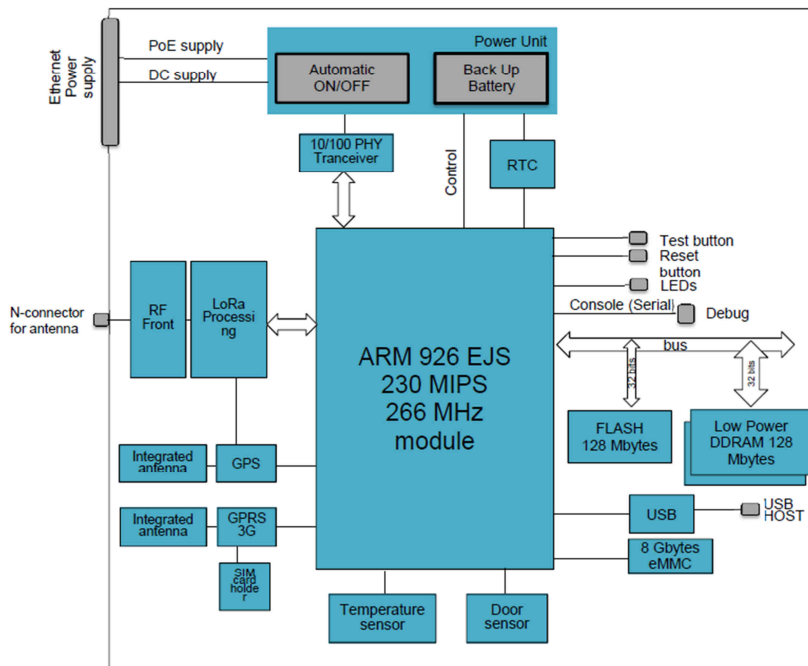 Ethernet
Power
supply
PoE supply
DC supply
Power Unit
Automatic
ON/OFF
Back Up
Battery
10/100 PHY
Tranceiver
Control
RTC
Test button
Reset
button
LEDs
Console (Serial)
Debug
bus
32 bits
32 bits
N-connector
for antenna
RF
Front
LoRa
Processi
ng
ARM 926 EJS
230 MIPS
266 MHz
module
FLASH
128 Mbytes
Low Power
DDRAM 128
Mbytes
Integrated
antenna
GPS
Integrated
antenna
GPRS
3G
SIM
card
holde
r
USB
USB
HOST
8 Gbytes
eMMC
Temperature
sensor
Door
sensor